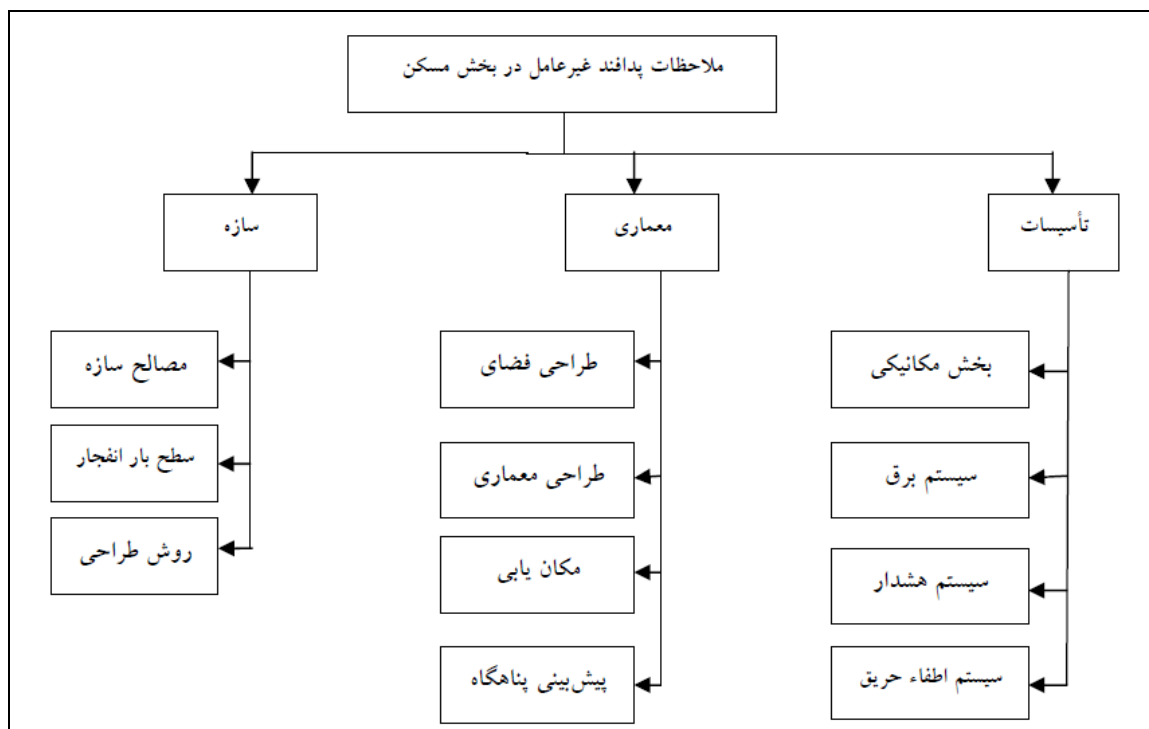 ملاحظات پدافند غیرعامل در بخش مسکن
تأسیسات
معماری
سازه
بخش مکانیکی
سیستم برق
سیستم هشدار
سیستم اطفاء حریق
طراحی فضای
طراحی معماری
مکان یابی
پیش‌بینی پناهگاه
مصالح سازه
سطح بار انفجار
روش طراحی